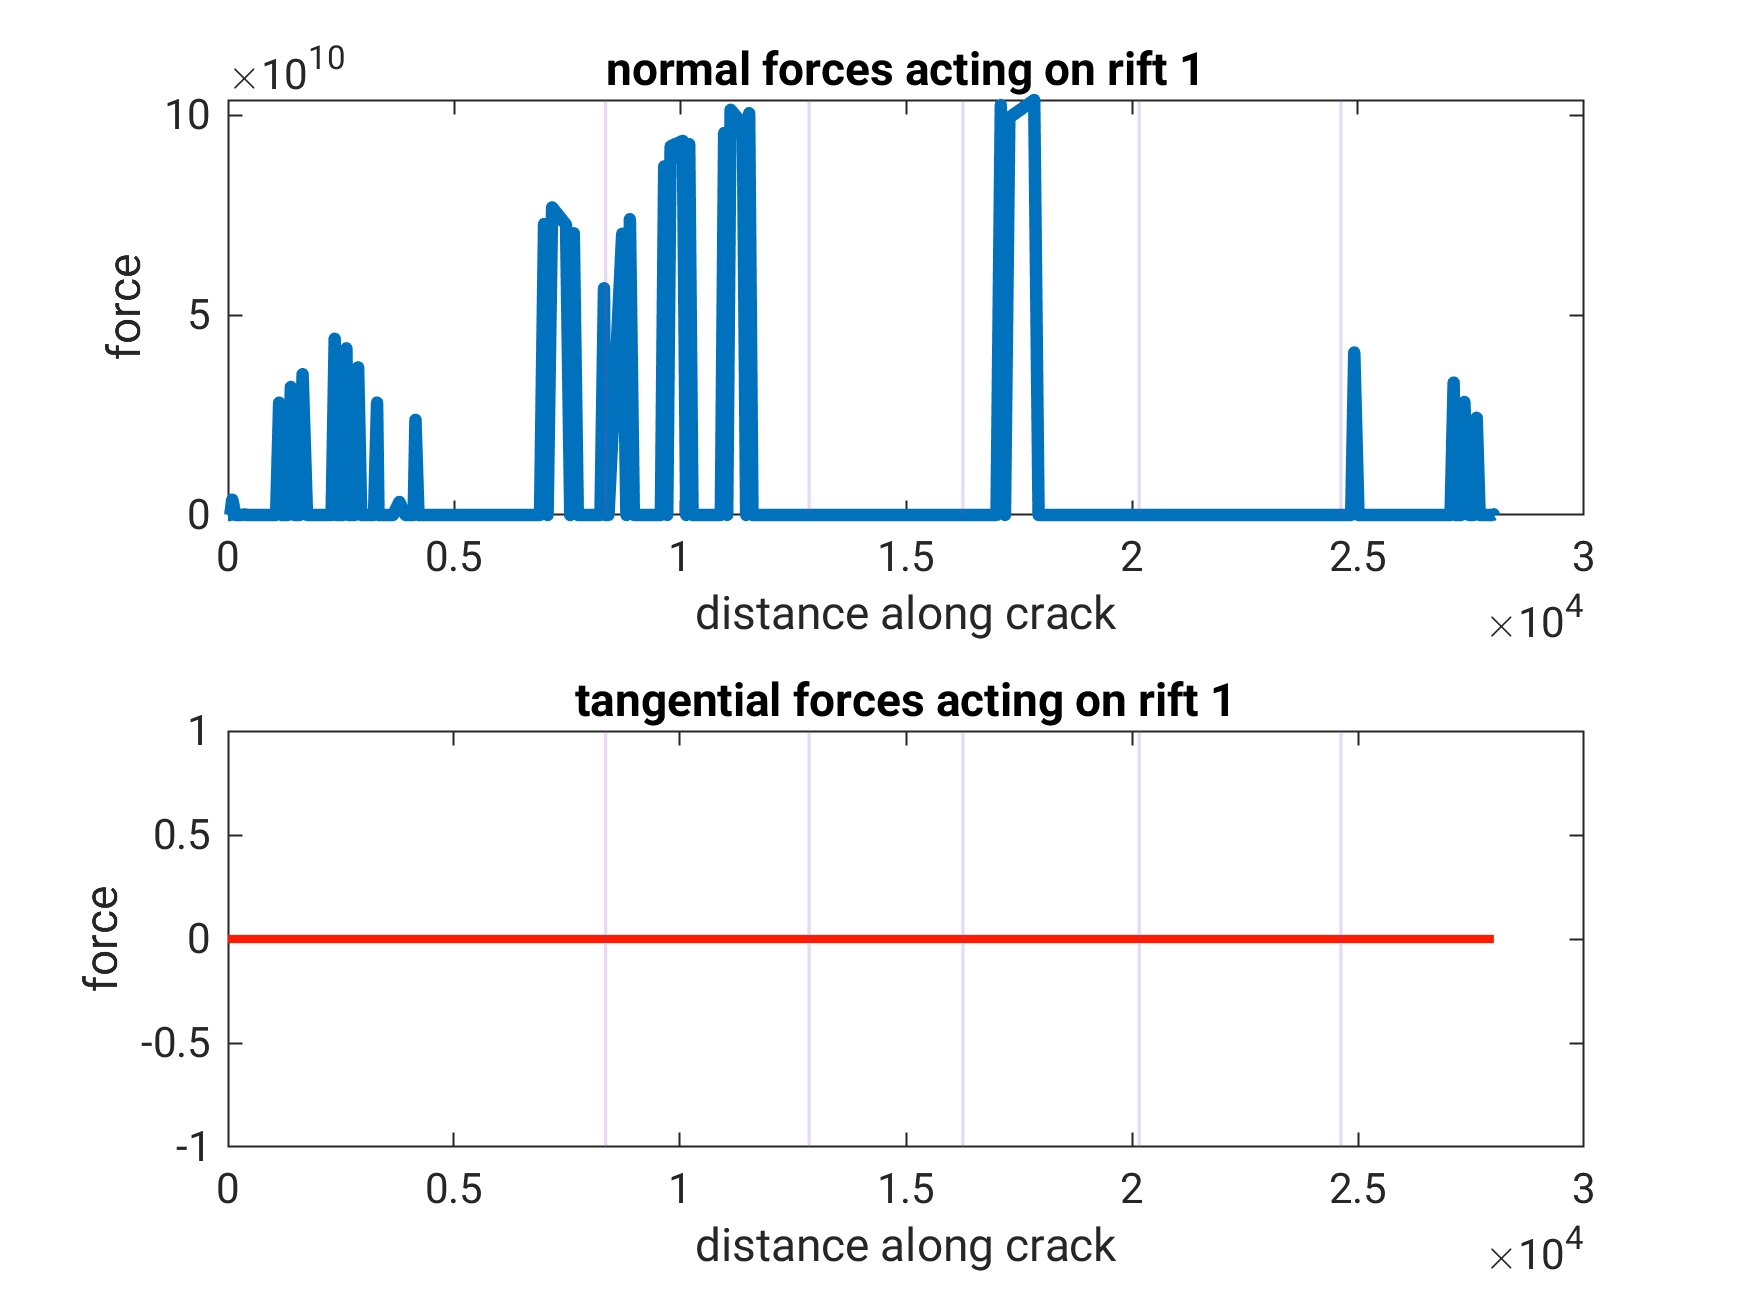 ×10^10
normal forces acting on rift 1
10
5
0
force
0 0.5 1 1.5 2 2.5 3
distance along crack
×10^4
tangential forces acting on rift 1
1
0.5
0
-0.5
-1
force
0 0.5 1 1.5 2 2.5 3
distance along crack
×10^4